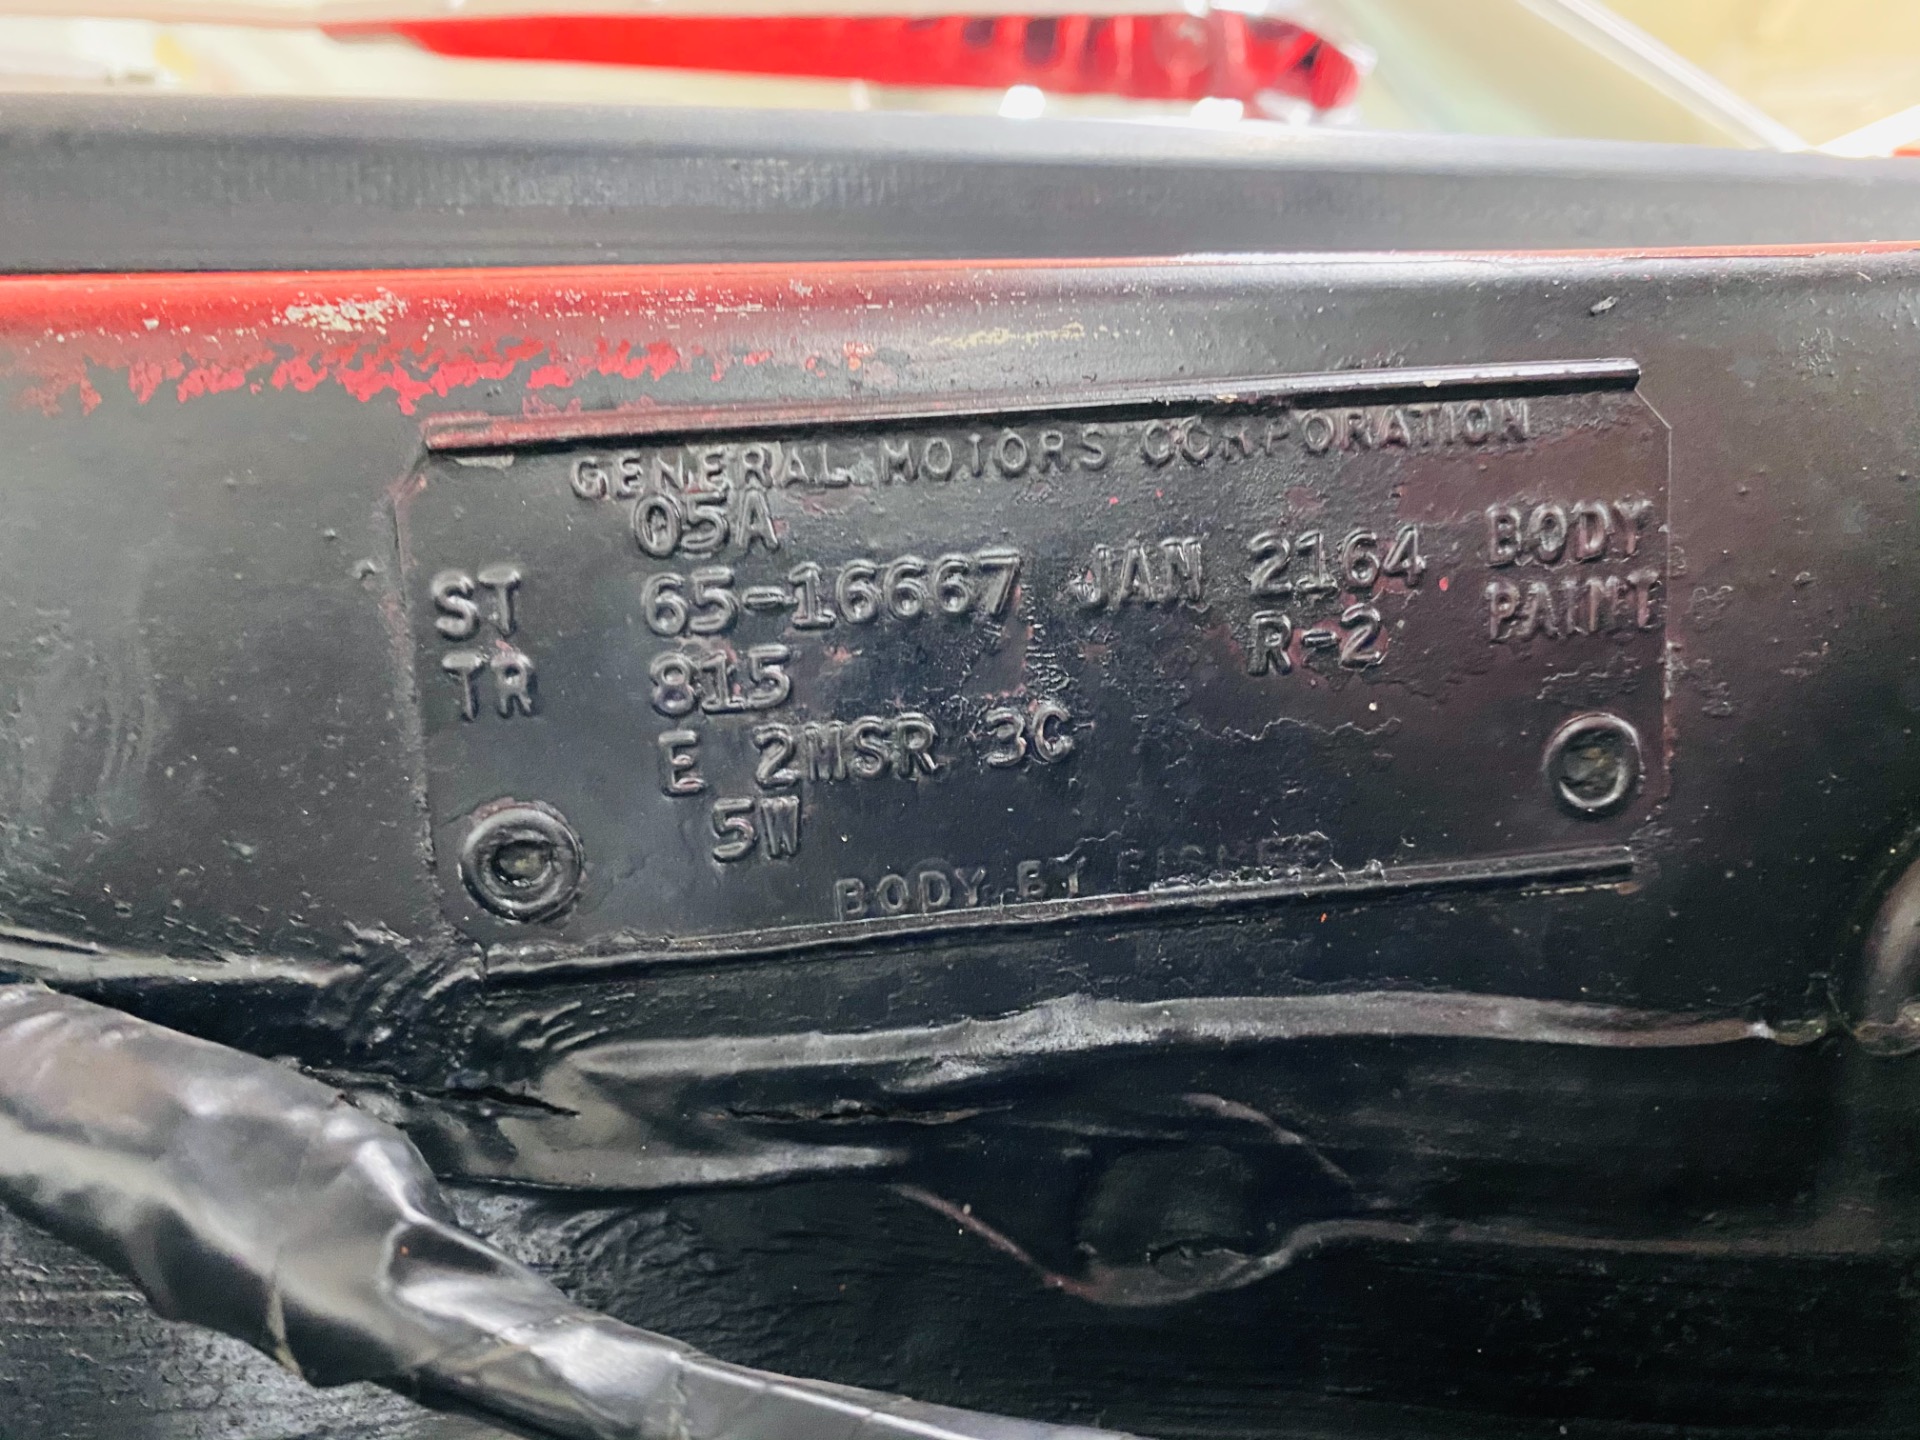 GENERAL MOTORS CORPORATION
05A
ST 65-16667 JAN 2164 BODY
TR 815 R-2 PAINT
E 2MSR 3C
5W
BODY BY FISHER